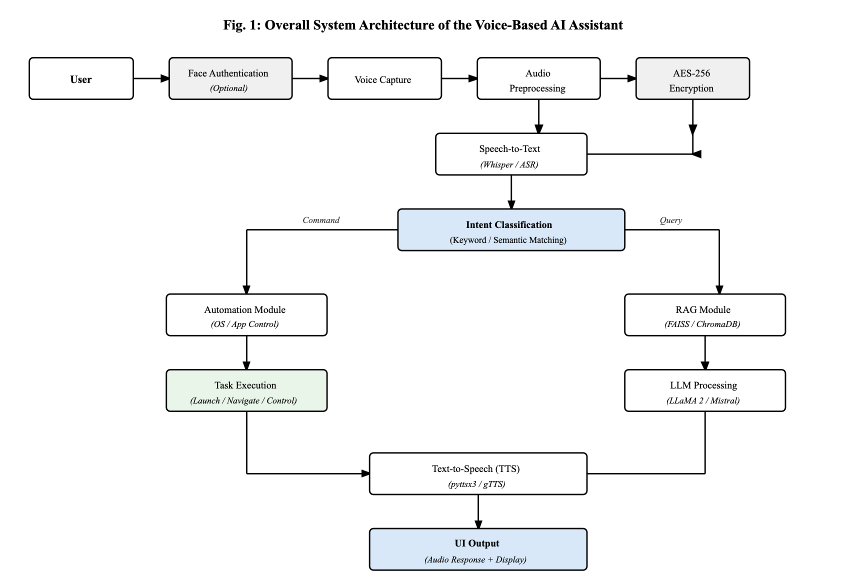 Fig. 1: Overall System Architecture of the Voice-Based AI Assistant
User
Face Authentication
(Optional)
Voice Capture
Audio
Preprocessing
AES-256
Encryption
Speech-to-Text
(Whisper / ASR)
Command
Intent Classification
(Keyword / Semantic Matching)
Query
Automation Module
(OS / App Control)
RAG Module
(FAISS / ChromaDB)
Task Execution
(Launch / Navigate / Control)
LLM Processing
(LLaMA 2 / Mistral)
Text-to-Speech (TTS)
(pyttsx3 / gTTS)
UI Output
(Audio Response + Display)